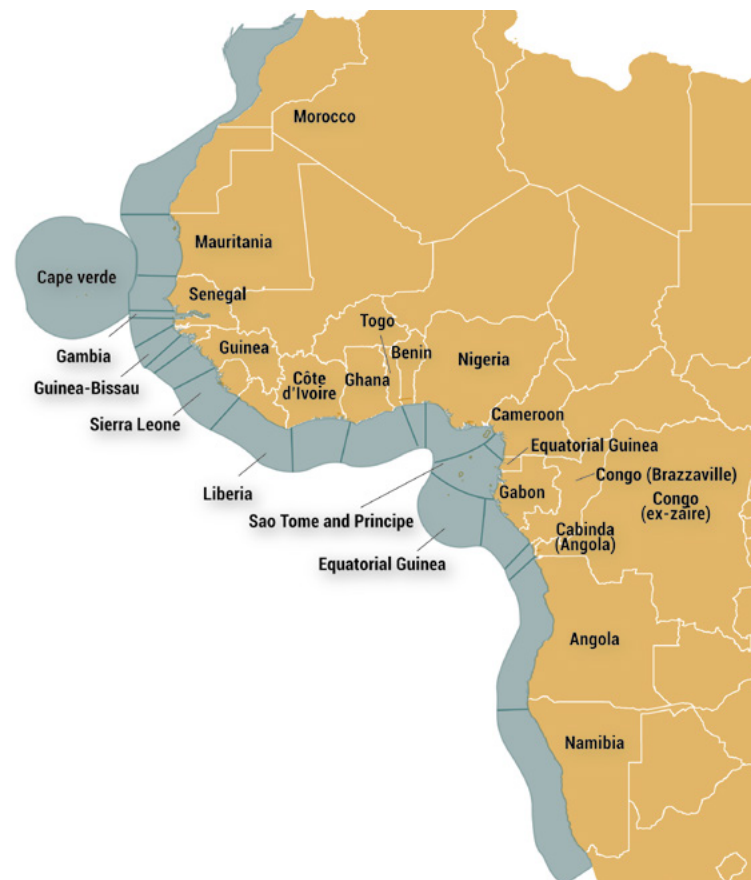 Morocco
Mauritania
Cape verde
Senegal
Togo
Gambia
Guinea
Benin
Nigeria
Guinea-Bissau
Côte
d'Ivoire
Ghana
Sierra Leone
Cameroon
Equatorial Guinea
Congo (Brazzaville)
Liberia
Gabon
Congo
(ex-zaire)
Sao Tome and Principe
Cabinda
(Angola)
Equatorial Guinea
Angola
Namibia